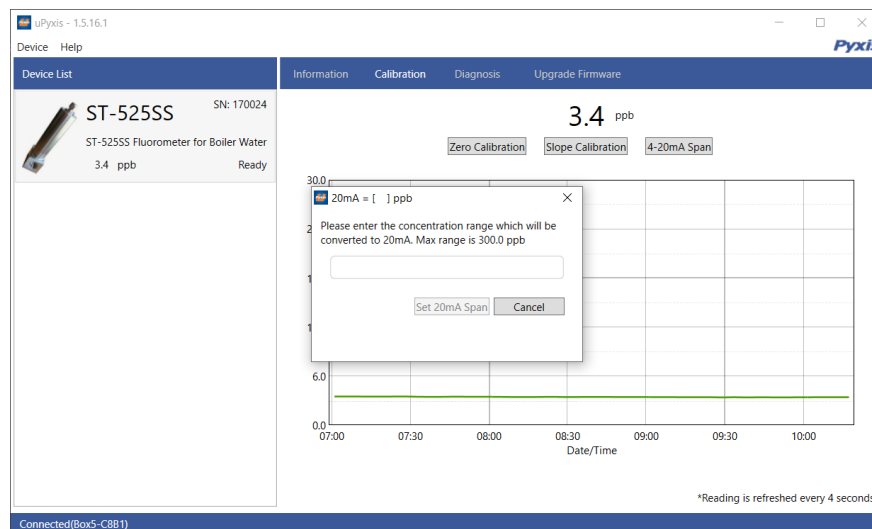 uPyxis - 1.5.16.1
Device Help
Pyxis
Device List
Information Calibration Diagnosis Upgrade Firmware
ST-525SS SN: 170024
ST-525SS Fluorometer for Boiler Water
3.4 ppb Ready
3.4 ppb
Zero Calibration Slope Calibration 4-20mA Span
30.0
20mA = [ ] ppb
Please enter the concentration range which will be
converted to 20mA. Max range is 300.0 ppb
Set 20mA Span Cancel
6.0
0.0
07:00 07:30 08:00 08:30 09:00 09:30 10:00
Date/Time
*Reading is refreshed every 4 seconds
Connected(Box5-C8B1)